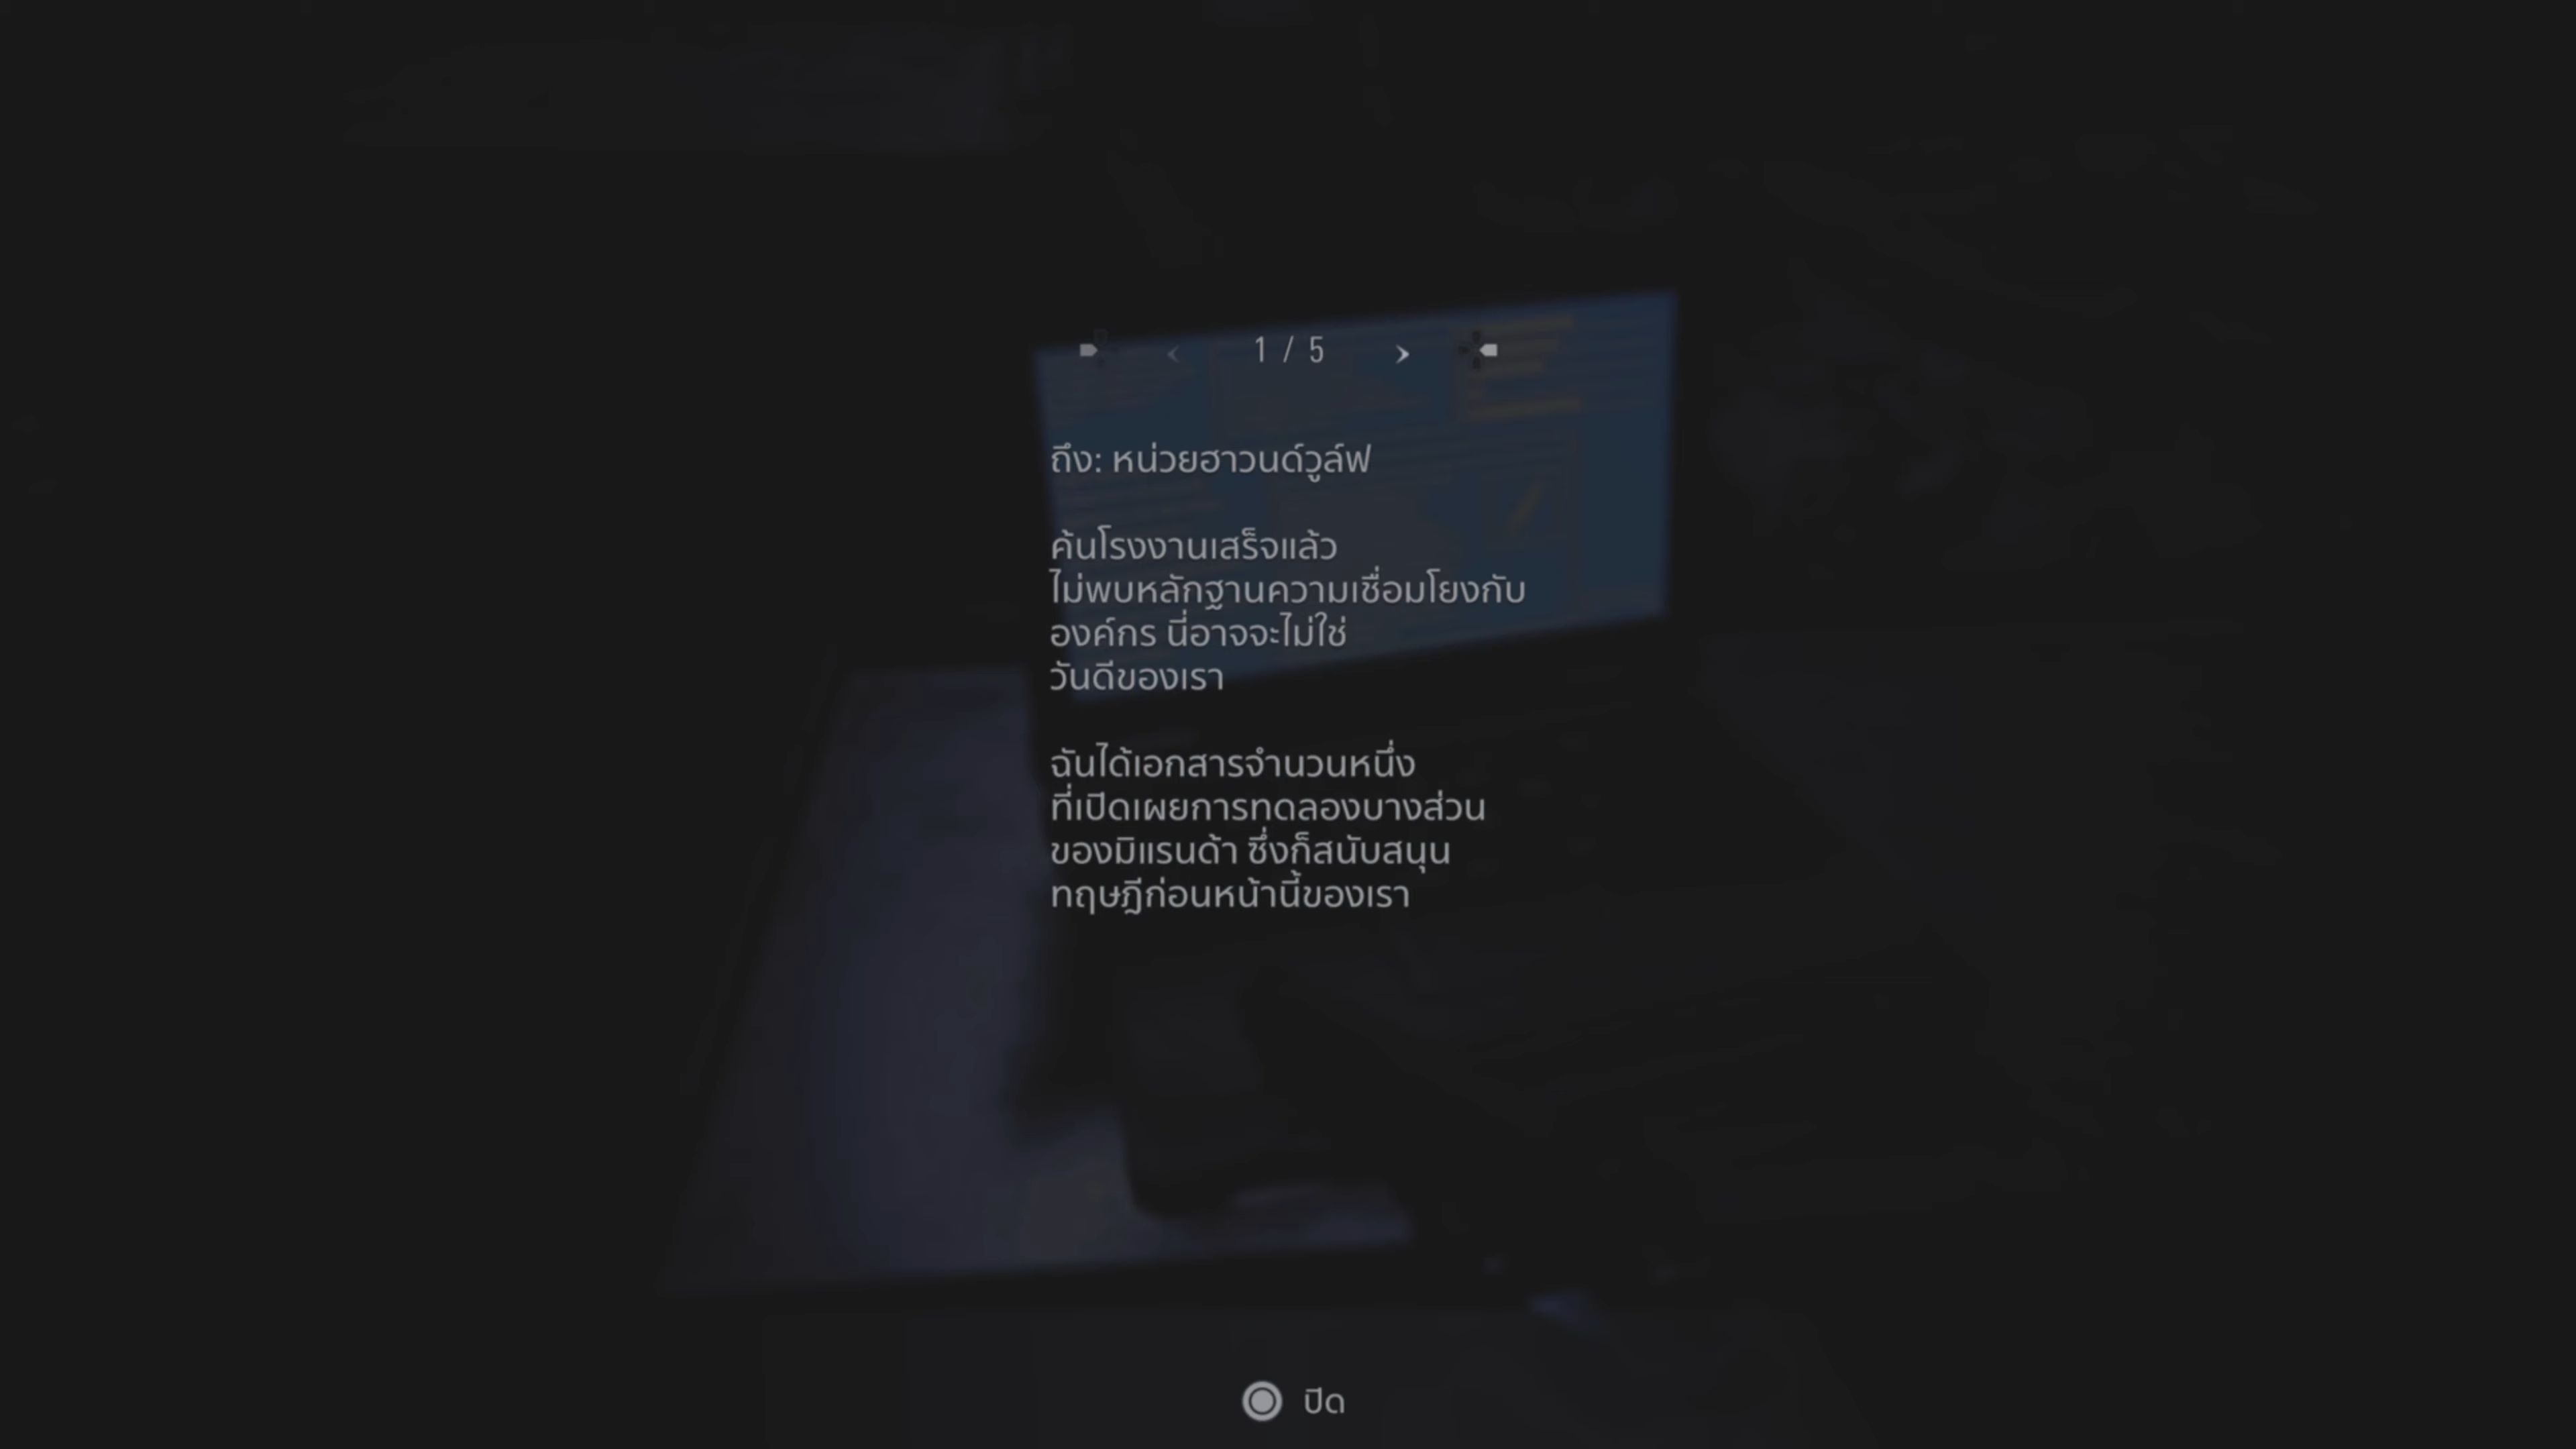 1 / 5
ถึง: หน่วยฮาวนด์วูล์ฟ
ค้นโรงงานเสร็จแล้ว
ไม่พบหลักฐานความเชื่อมโยงกับ
องค์กร นี่อาจจะไม่ใช่
วันดีของเรา
ฉันได้เอกสารจำนวนหนึ่ง
ที่เปิดเผยการทดลองบางส่วน
ของมิแรนด้า ซึ่งก็สนับสนุน
ทฤษฎีก่อนหน้านี้ของเรา
ปิด